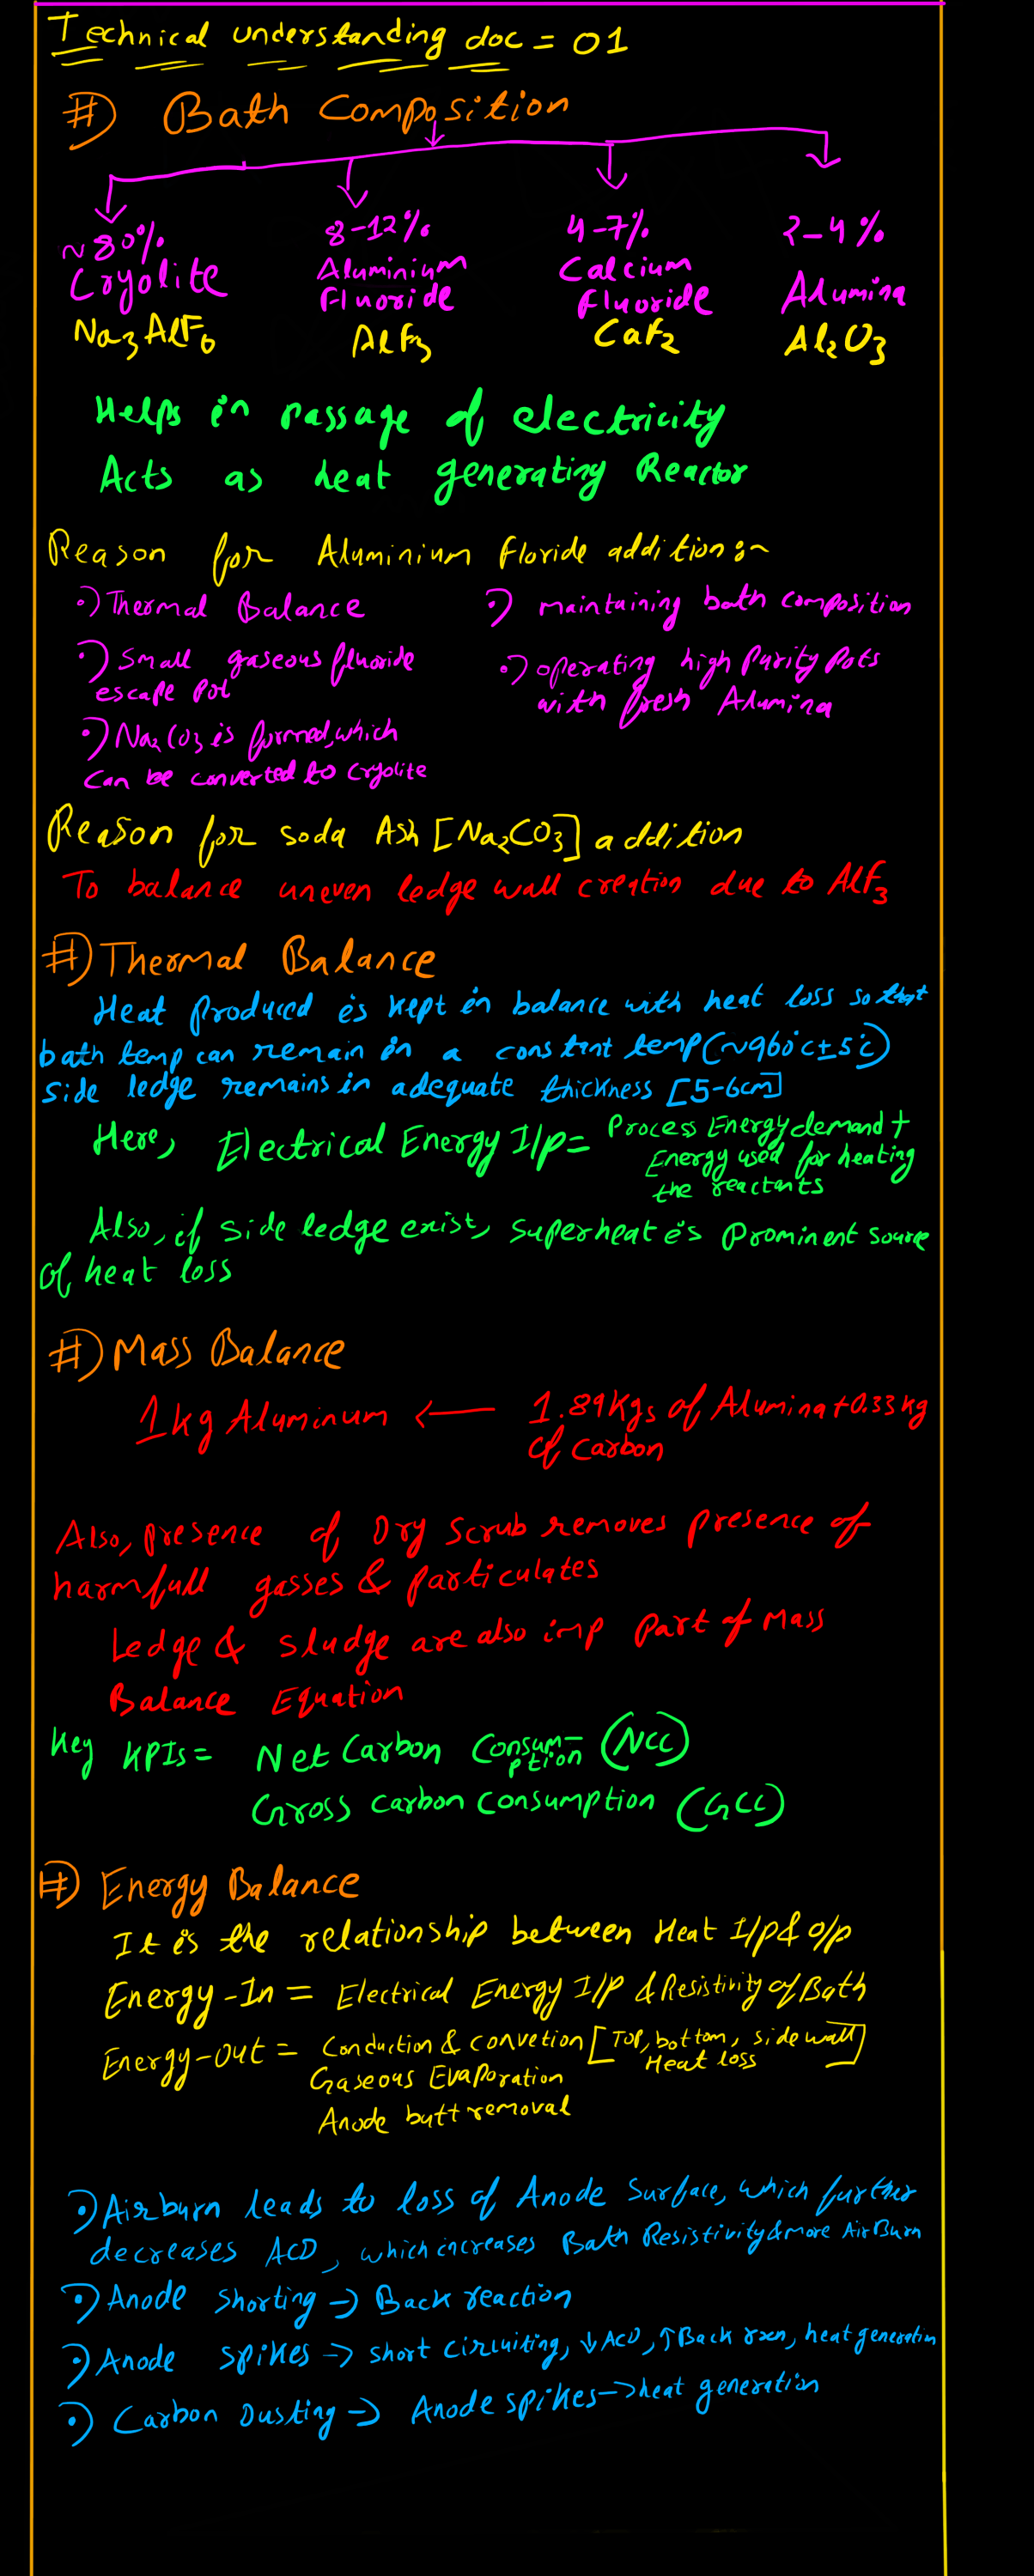 Technical understanding doc = 01
#) Bath Composition
~80% 8-12% 4-7% 2-4%
Cryolite Aluminium Fluoride Calcium Fluoride Alumina
Na3AlF6 AlF3 CaF2 Al2O3
Helps in passage of electricity
Acts as heat generating Reactor
Reason for Aluminium Floride addition:~
•) Thermal Balance
•) Small gaseous fluoride
escape pot
•) Na2CO3 is formed, which
can be converted to cryolite
•) maintaining bath composition
•) operating high purity pots
with fresh Alumina
Reason for soda Ash [Na2CO3] addition
To balance uneven ledge wall creation due to AlF3
#) Thermal Balance
Heat produced is kept in balance with heat loss so that
bath temp can remain in a constant temp (~960°C±5°C)
side ledge remains in adequate thickness [5-6cm]
Here, Electrical Energy I/p = Process Energy demand +
Energy used for heating
the reactants
Also, if side ledge exist, superheat is prominent source
of heat loss
#) Mass Balance
1kg Aluminum ← 1.89Kgs of Alumina + 0.33 kg
of carbon
Also, presence of Dry Scrub removes presence of
harmfull gasses & particulates
Ledge & sludge are also imp part of Mass
Balance Equation
Key KPIs = Net Carbon Consum-
ption (NCC)
Gross carbon consumption (GCC)
#) Energy Balance
It is the relationship between Heat I/p & O/p
Energy-In = Electrical Energy I/p & Resistivity of Bath
Energy-out = Conduction & convetion [Top, bottom, side wall]
Heat loss
Gaseous Evaporation
Anode butt removal
•) Airburn leads to loss of Anode Surface, which further
decreases ACD, which increases Bath Resistivity & more Air Burn
•) Anode shorting → Back reaction
•) Anode spikes → short circuiting, ↓ ACD, ↑ Back rxn, heat generation
•) Carbon Dusting → Anode spikes → heat generation